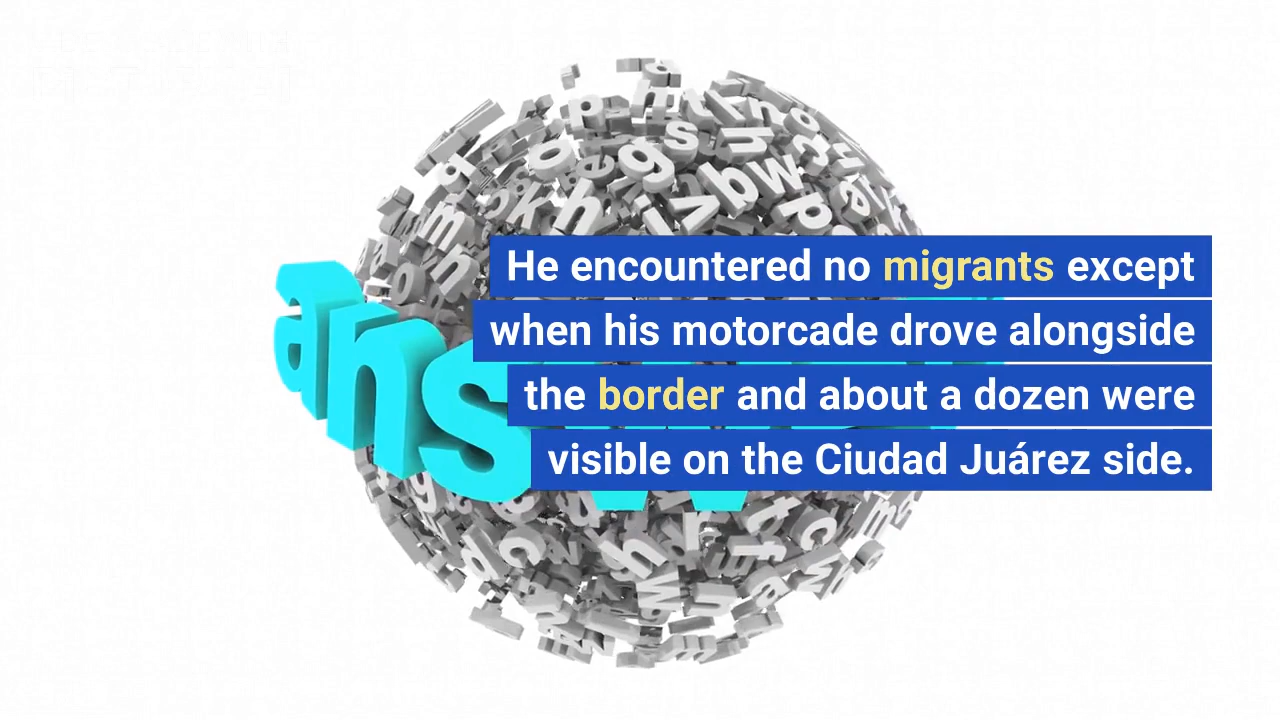 He encountered no migrants except
when his motorcade drove alongside
the border and about a dozen were
visible on the Ciudad Juárez side.
answ